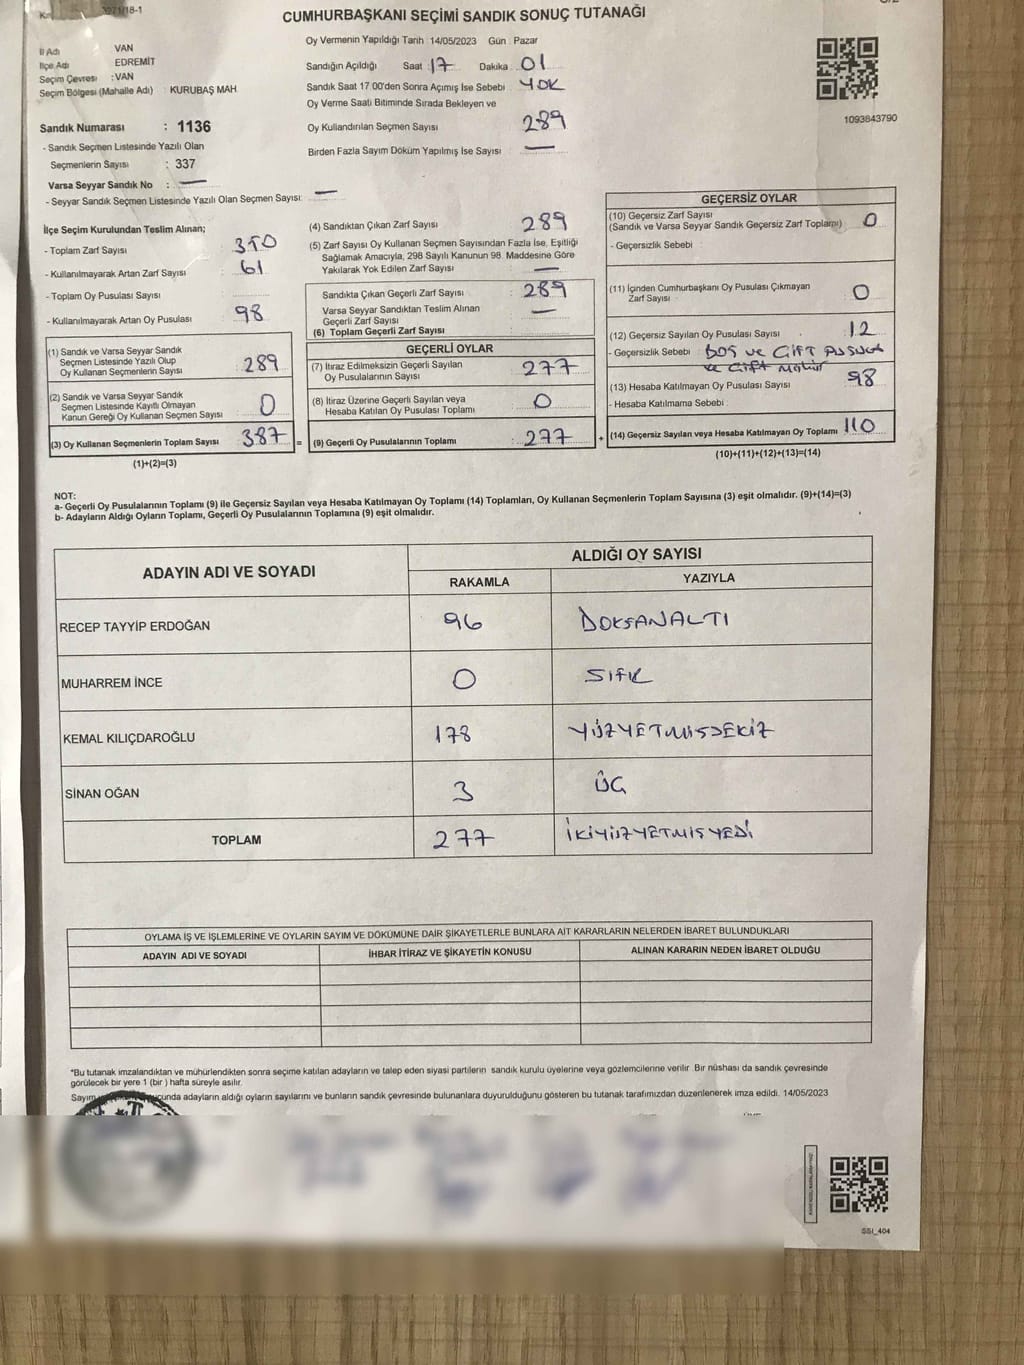 CUMHURBAŞKANI SEÇİMİ SANDIK SONUÇ TUTANAĞI
İl Adı VAN
İlçe Adı EDREMİT
Seçim Çevresi : VAN
Seçim Bölgesi (Mahalle Adı) : KURUBAŞ MAH.
Sandık Numarası : 1136
- Sandık Seçmen Listesinde Yazılı Olan
Seçmenlerin Sayısı : 337
Varsa Seyyar Sandık No : —
- Seyyar Sandık Seçmen Listesinde Yazılı Olan Seçmen Sayısı: —
Oy Vermenin Yapıldığı Tarih : 14/05/2023 Gün : Pazar
Sandığın Açıldığı Saat : 17 Dakika : 01
Sandık Saat 17.00'den Sonra Açımış İse Sebebi : YOK
Oy Verme Saati Bitiminde Sırada Bekleyen ve
Oy Kullandırılan Seçmen Sayısı : 289
Birden Fazla Sayım Döküm Yapılmış İse Sayısı : —
1093843790
İlçe Seçim Kurulundan Teslim Alınan;
- Toplam Zarf Sayısı : 350
- Kullanılmayarak Artan Zarf Sayısı : 61
- Toplam Oy Pusulası Sayısı :
- Kullanılmayarak Artan Oy Pusulası : 98
(1) Sandık ve Varsa Seyyar Sandık
Seçmen Listesinde Yazılı Olup
Oy Kullanan Seçmenlerin Sayısı : 289
(2) Sandık ve Varsa Seyyar Sandık
Seçmen Listesinde Kayıtlı Olmayan
Kanun Gereği Oy Kullanan Seçmen Sayısı : 0
(3) Oy Kullanan Seçmenlerin Toplam Sayısı : 387 =
(1)+(2)=(3)
(4) Sandıktan Çıkan Zarf Sayısı : 289
(5) Zarf Sayısı Oy Kullanan Seçmen Sayısından Fazla İse, Eşitliği
Sağlamak Amacıyla, 298 Sayılı Kanunun 98. Maddesine Göre
Yakılarak Yok Edilen Zarf Sayısı : —
Sandıkta Çıkan Geçerli Zarf Sayısı : 289
Varsa Seyyar Sandıktan Teslim Alınan
Geçerli Zarf Sayısı : —
(6) Toplam Geçerli Zarf Sayısı :
GEÇERLİ OYLAR
(7) İtiraz Edilmeksizin Geçerli Sayılan
Oy Pusulalarının Sayısı : 277
(8) İtiraz Üzerine Geçerli Sayılan veya
Hesaba Katılan Oy Pusulası Toplamı : 0
(9) Geçerli Oy Pusulalarının Toplamı : 277 +
GEÇERSİZ OYLAR
(10) Geçersiz Zarf Sayısı
(Sandık ve Varsa Seyyar Sandık Geçersiz Zarf Toplamı) : 0
- Geçersizlik Sebebi :
(11) İçinden Cumhurbaşkanı Oy Pusulası Çıkmayan
Zarf Sayısı : 0
(12) Geçersiz Sayılan Oy Pusulası Sayısı : 12
- Geçersizlik Sebebi : BOŞ ve ÇİFT PUSULA
ve Çift Mühür
(13) Hesaba Katılmayan Oy Pusulası Sayısı : 98
- Hesaba Katılmama Sebebi :
(14) Geçersiz Sayılan veya Hesaba Katılmayan Oy Toplamı : 110
(10)+(11)+(12)+(13)=(14)
NOT:
a- Geçerli Oy Pusulalarının Toplamı (9) ile Geçersiz Sayılan veya Hesaba Katılmayan Oy Toplamı (14) Toplamları, Oy Kullanan Seçmenlerin Toplam Sayısına (3) eşit olmalıdır. (9)+(14)=(3)
b- Adayların Aldığı Oyların Toplamı, Geçerli Oy Pusulalarının Toplamına (9) eşit olmalıdır.
ADAYIN ADI VE SOYADI ALDIĞI OY SAYISI
RAKAMLA YAZIYLA
RECEP TAYYİP ERDOĞAN 96 DOKSANALTI
MUHARREM İNCE 0 SIFIR
KEMAL KILIÇDAROĞLU 178 YÜZYETMİŞSEKİZ
SİNAN OĞAN 3 ÜÇ
TOPLAM 277 İKİYÜZYETMİŞYEDİ
OYLAMA İŞ VE İŞLEMLERİNE VE OYLARIN SAYIM VE DÖKÜMÜNE DAİR ŞİKAYETLERLE BUNLARA AİT KARARLARIN NELERDEN İBARET BULUNDUKLARI
ADAYIN ADI VE SOYADI İHBAR İTİRAZ VE ŞİKAYETİN KONUSU ALINAN KARARIN NEDEN İBARET OLDUĞU
*Bu tutanak imzalandıktan ve mühürlendikten sonra seçime katılan adayların ve talep eden siyasi partilerin sandık kurulu üyelerine veya gözlemcilerine verilir. Bir nüshası da sandık çevresinde
görülecek bir yere 1 (bir) hafta süreyle asılır.
Sayım adayların aldığı oyların sayılarını ve bunların sandık çevresinde bulunanlara duyurulduğunu gösteren bu tutanak tarafımızdan düzenlenerek imza edildi. 14/05/2023
SSI_404